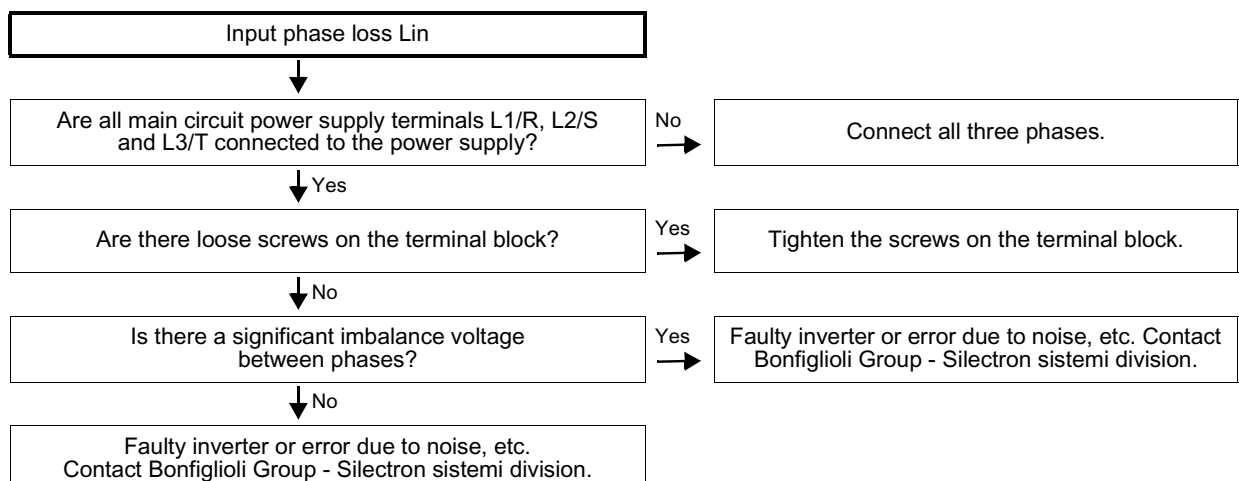 Input phase loss Lin
Are all main circuit power supply terminals L1/R, L2/S
and L3/T connected to the power supply?
No
Connect all three phases.
Yes
Are there loose screws on the terminal block?
Yes
Tighten the screws on the terminal block.
No
Is there a significant imbalance voltage
between phases?
Yes
Faulty inverter or error due to noise, etc. Contact
Bonfiglioli Group - Silectron sistemi division.
No
Faulty inverter or error due to noise, etc.
Contact Bonfiglioli Group - Silectron sistemi division.